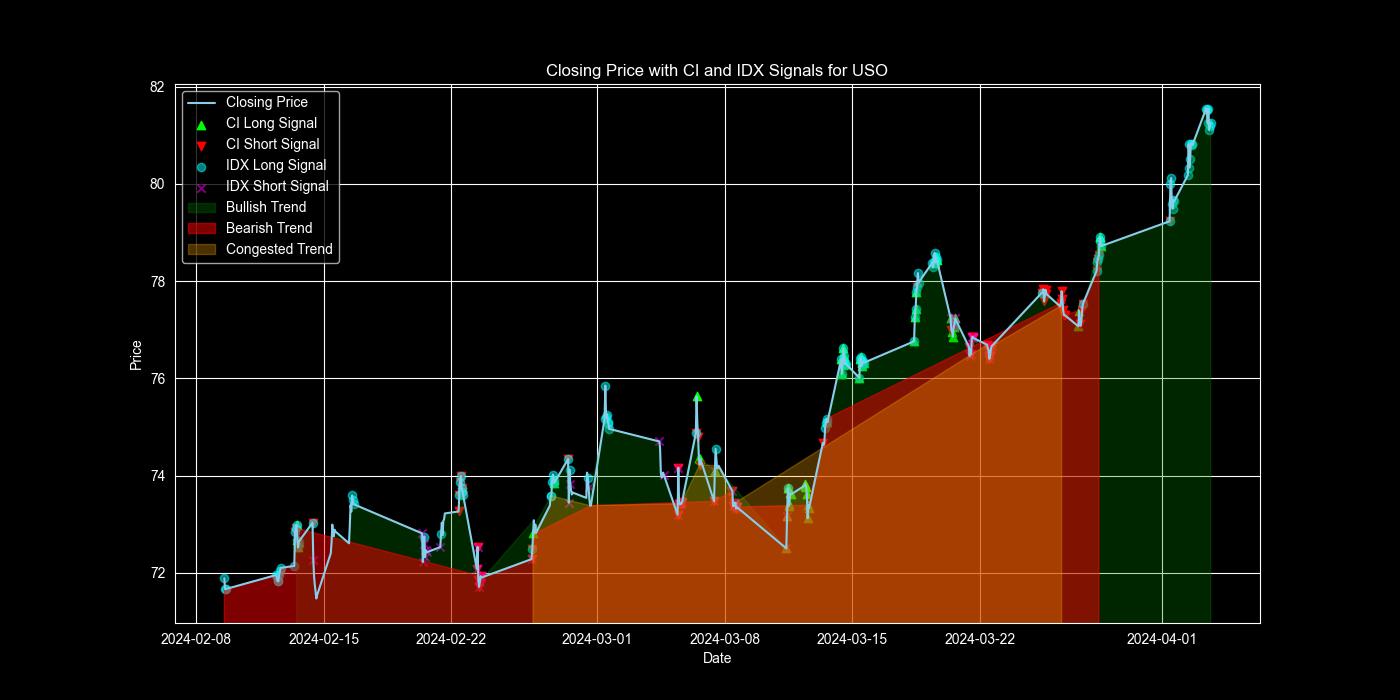 Closing Price with CI and IDX Signals for USO
82
80
78
76
74
72
Price
Closing Price
CI Long Signal
CI Short Signal
IDX Long Signal
IDX Short Signal
Bullish Trend
Bearish Trend
Congested Trend
2024-02-08 2024-02-15 2024-02-22 2024-03-01 2024-03-08 2024-03-15 2024-03-22 2024-04-01
Date